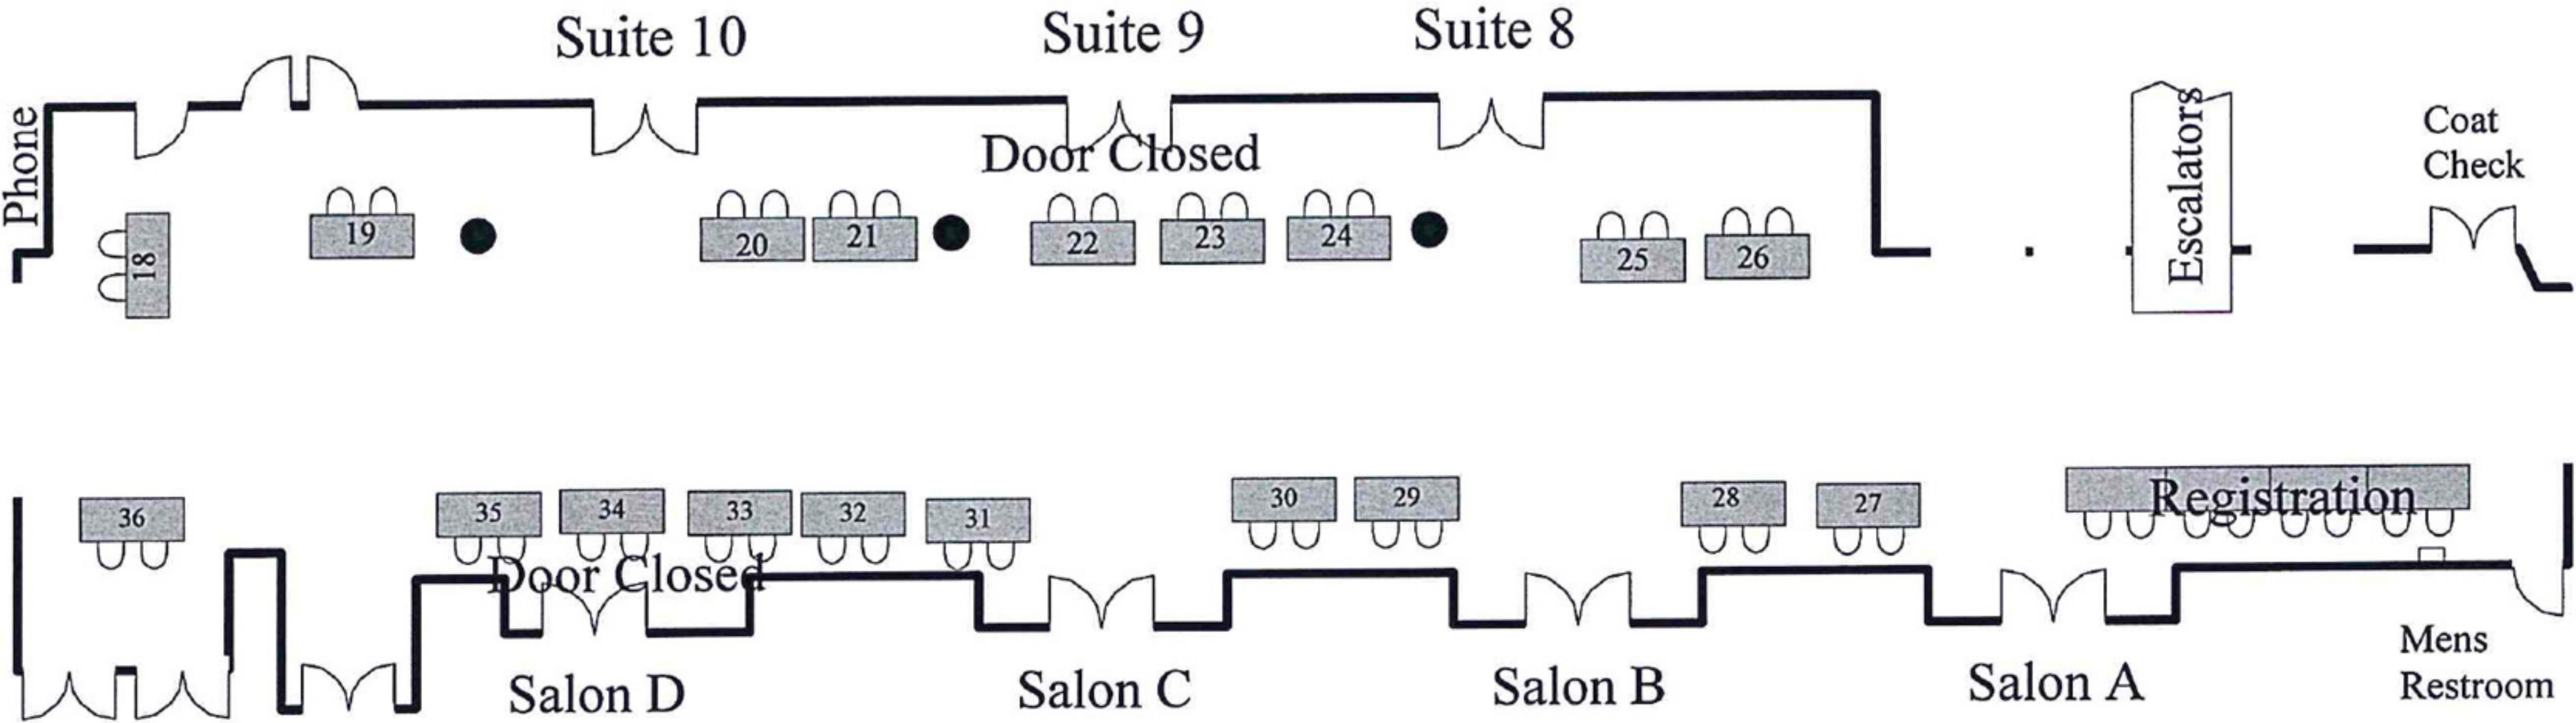 Suite 10
Suite 9
Suite 8
Phone
Door Closed
Escalators
Coat
Check
18
19
20
21
22
23
24
25
26
36
35
34
33
32
31
30
29
28
27
Registration
Door Closed
Salon D
Salon C
Salon B
Salon A
Mens
Restroom